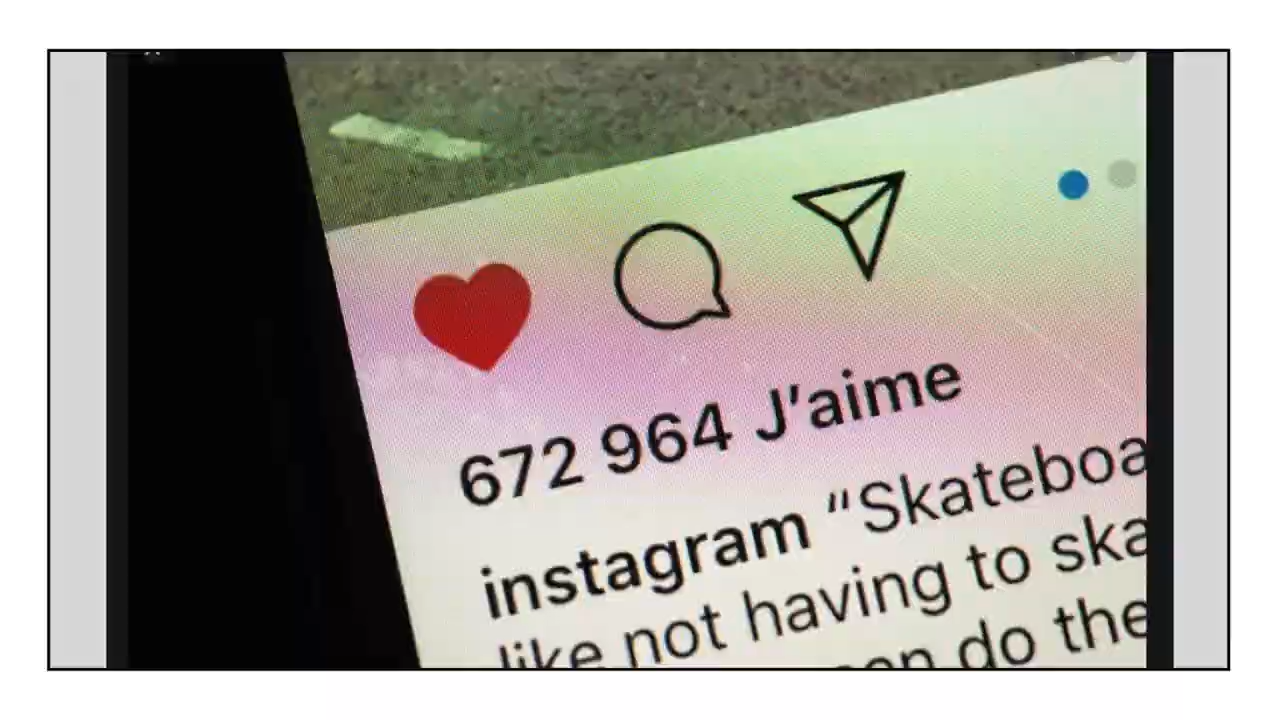 672 964 J’aime
instagram “Skateboa
like not having to ska
do the